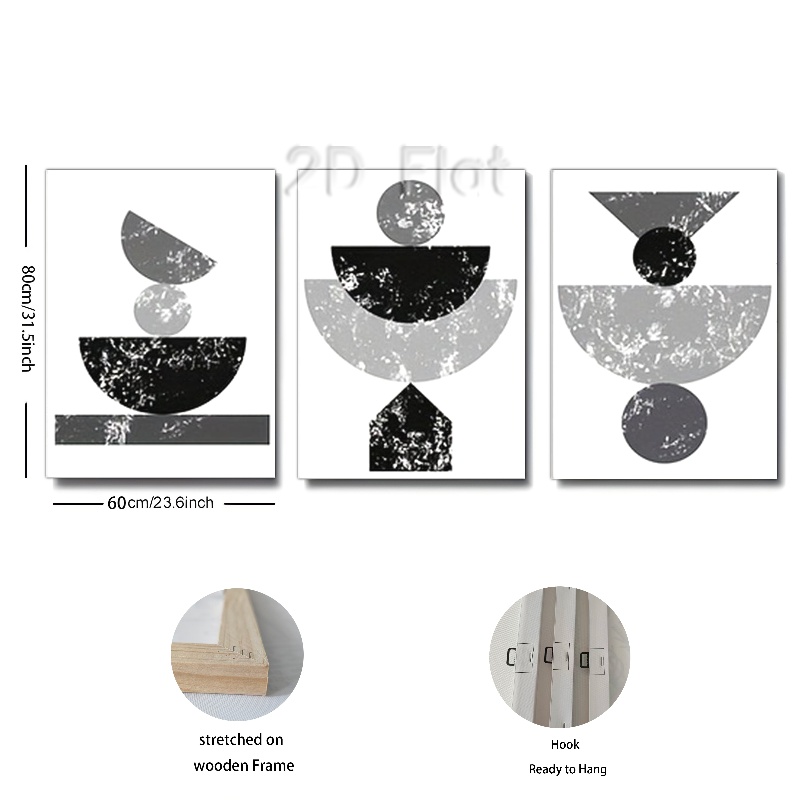 2D Flat
80cm/31.5inch
60cm/23.6inch
stretched on
wooden Frame
Hook
Ready to Hang